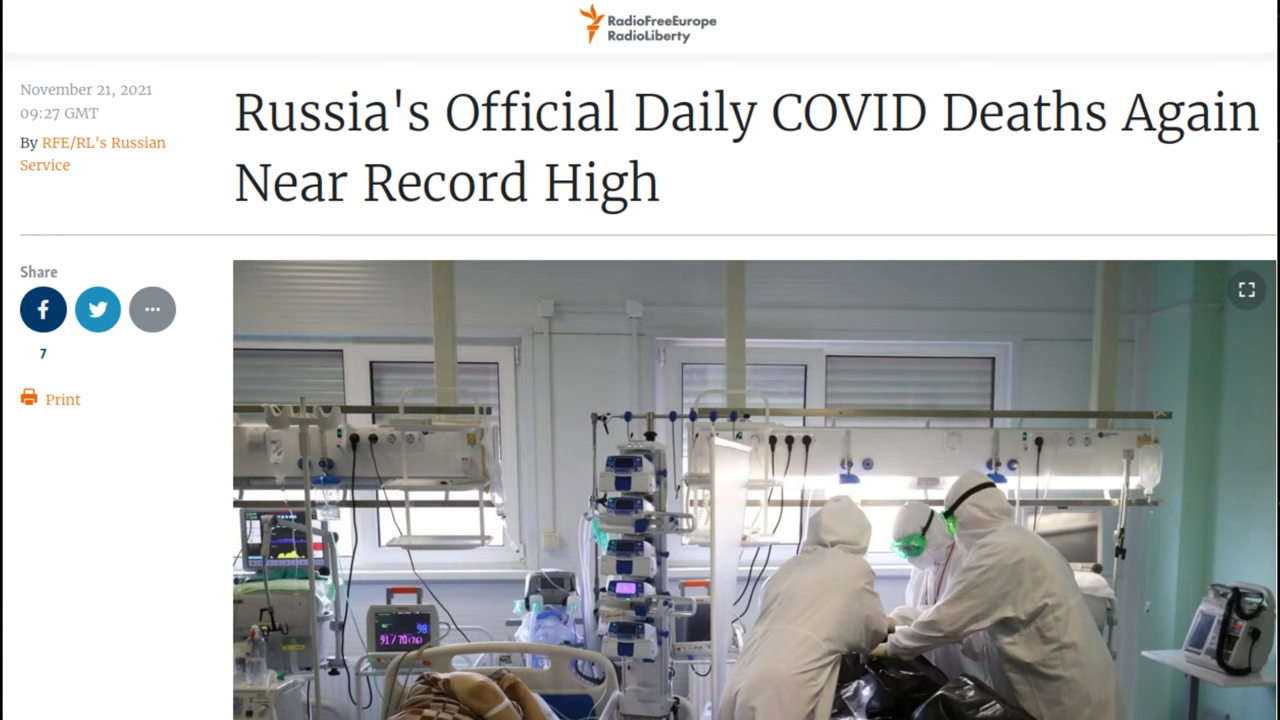 RadioFreeEurope
RadioLiberty
November 21, 2021
09:27 GMT
By RFE/RL's Russian
Service
Russia's Official Daily COVID Deaths Again
Near Record High
Share
7
Print
98
91/70(76)